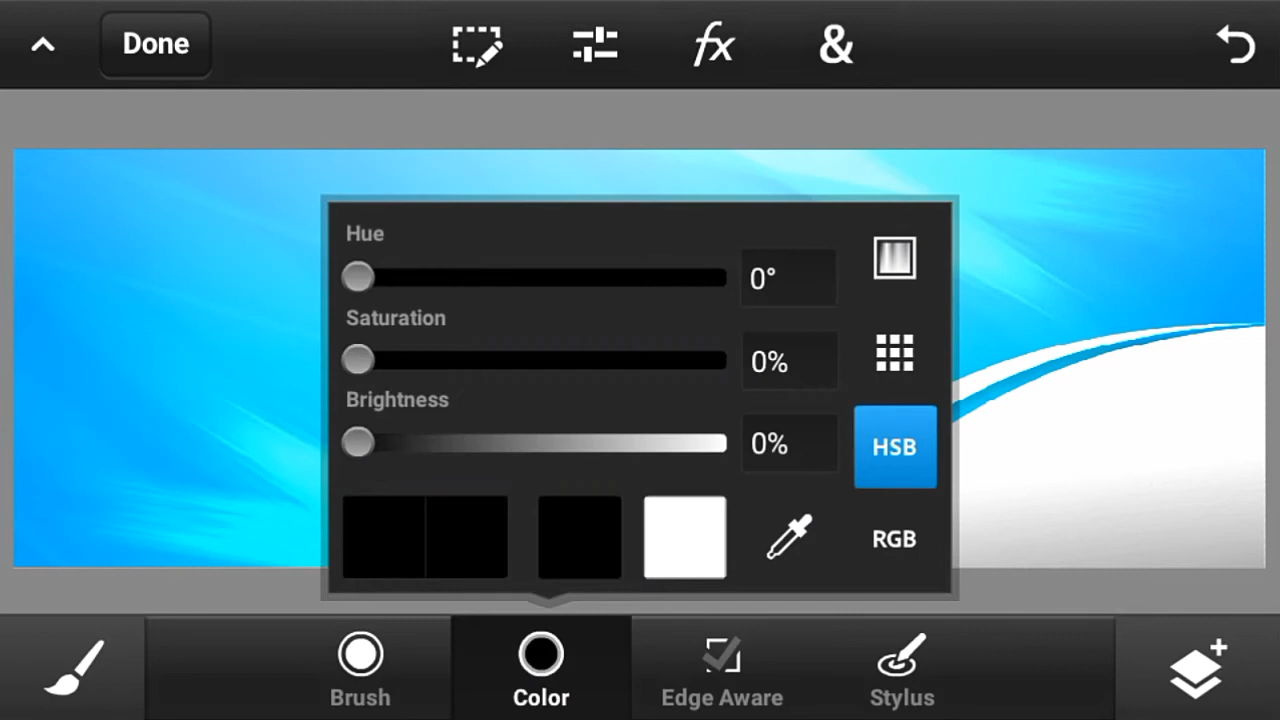 Done
fx
&
Hue
0°
Saturation
0%
Brightness
0%
HSB
RGB
Brush
Color
Edge Aware
Stylus